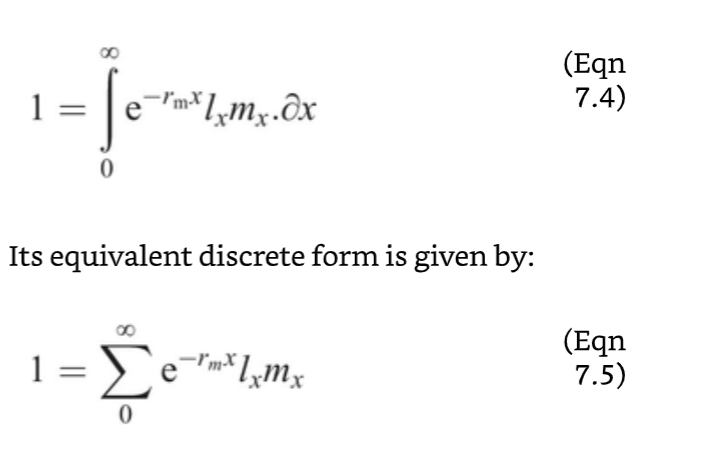 1 = ∫₀^∞ e^{−r_m x} l_x m_x.∂x (Eqn 7.4)
Its equivalent discrete form is given by:
1 = ∑₀^∞ e^{−r_m x} l_x m_x (Eqn 7.5)